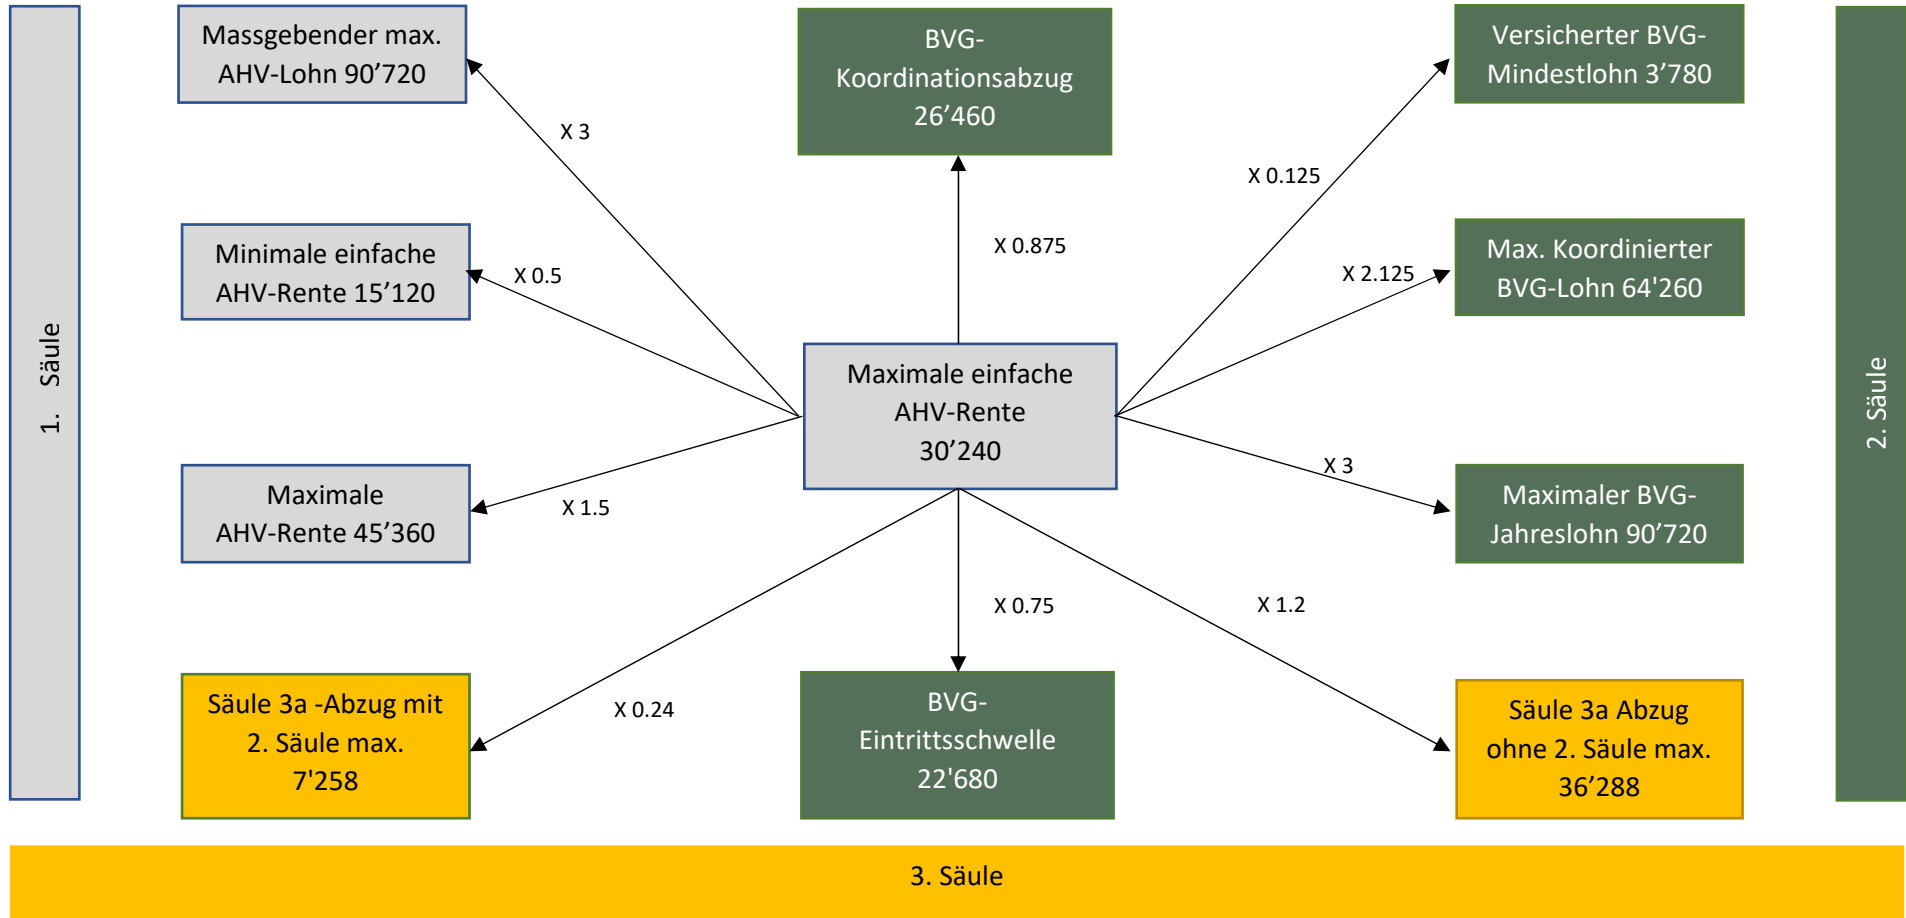 1. Säule
Massgebender max.
AHV-Lohn 90’720
X 3
Minimale einfache
AHV-Rente 15’120
X 0.5
Maximale
AHV-Rente 45’360
X 1.5
Säule 3a -Abzug mit
2. Säule max.
7'258
X 0.24
BVG-
Koordinationsabzug
26’460
X 0.875
Maximale einfache
AHV-Rente
30’240
X 0.75
BVG-
Eintrittsschwelle
22'680
Versicherter BVG-
Mindestlohn 3’780
X 0.125
Max. Koordinierter
BVG-Lohn 64'260
X 2.125
Maximaler BVG-
Jahreslohn 90’720
X 3
Säule 3a Abzug
ohne 2. Säule max.
36’288
X 1.2
2. Säule
3. Säule